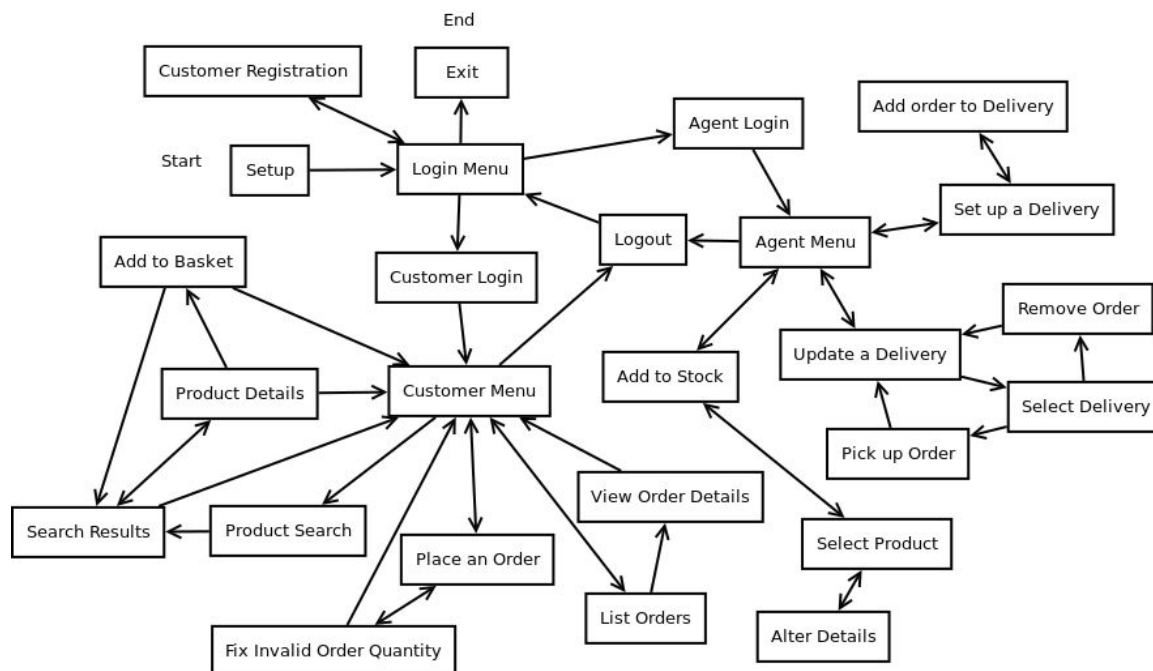 End
Customer Registration
Exit
Add order to Delivery
Agent Login
Start
Setup
Login Menu
Set up a Delivery
Logout
Agent Menu
Add to Basket
Customer Login
Remove Order
Update a Delivery
Add to Stock
Product Details
Customer Menu
Select Delivery
Pick up Order
View Order Details
Search Results
Product Search
Place an Order
Select Product
List Orders
Fix Invalid Order Quantity
Alter Details